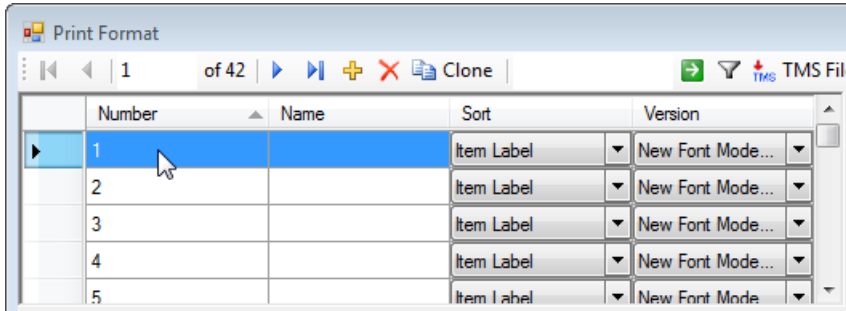 Print Format
1 of 42 Clone TMS TMS Fil
Number Name Sort Version
1 Item Label New Font Mode...
2 Item Label New Font Mode...
3 Item Label New Font Mode...
4 Item Label New Font Mode...
5 Item Label New Font Mode